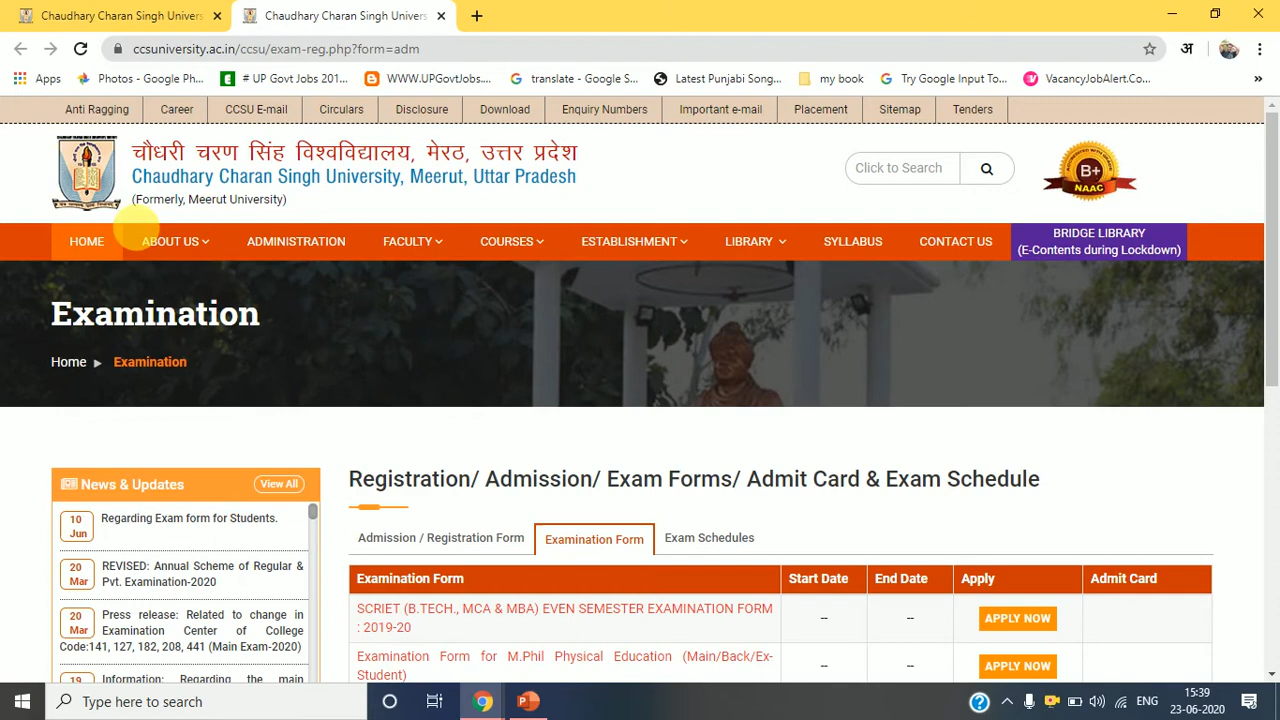 Chaudhary Charan Singh Univers
Chaudhary Charan Singh Univers
ccsuniversity.ac.in/ccsu/exam-reg.php?form=adm
अ
Apps
Photos - Google Ph...
# UP Govt Jobs 201...
WWW.UPGovtJobs....
translate - Google S...
Latest Punjabi Song...
my book
Try Google Input To...
VacancyJobAlert.Co...
»
Anti Ragging
Career
CCSU E-mail
Circulars
Disclosure
Download
Enquiry Numbers
Important e-mail
Placement
Sitemap
Tenders
चौधरी चरण सिंह विश्वविद्यालय, मेरठ, उत्तर प्रदेश
Chaudhary Charan Singh University, Meerut, Uttar Pradesh
(Formerly, Meerut University)
Click to Search
B+
NAAC
HOME
ABOUT US
ADMINISTRATION
FACULTY
COURSES
ESTABLISHMENT
LIBRARY
SYLLABUS
CONTACT US
BRIDGE LIBRARY
(E-Contents during Lockdown)
Examination
Home
Examination
News & Updates
View All
10
Jun
Regarding Exam form for Students.
20
Mar
REVISED: Annual Scheme of Regular &
Pvt. Examination-2020
20
Mar
Press release: Related to change in
Examination Center of College
Code:141, 127, 182, 208, 441 (Main Exam-2020)
19
Information: Regarding the main
Registration/ Admission/ Exam Forms/ Admit Card & Exam Schedule
Admission / Registration Form
Examination Form
Exam Schedules
Examination Form
Start Date
End Date
Apply
Admit Card
SCRIET (B.TECH., MCA & MBA) EVEN SEMESTER EXAMINATION FORM
: 2019-20
--
--
APPLY NOW
Examination Form for M.Phil Physical Education (Main/Back/Ex-
Student)
--
--
APPLY NOW
Type here to search
ENG
15:39
23-06-2020